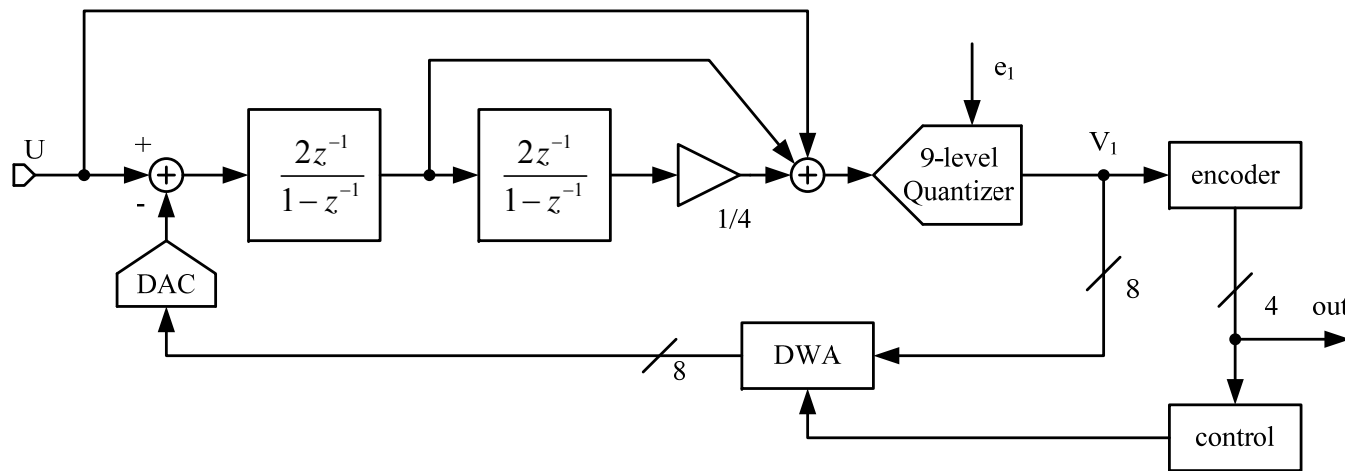 U
+
-
2z⁻¹
1 - z⁻¹
2z⁻¹
1 - z⁻¹
1/4
e₁
9-level
Quantizer
V₁
encoder
DAC
8
4
out
8
DWA
control